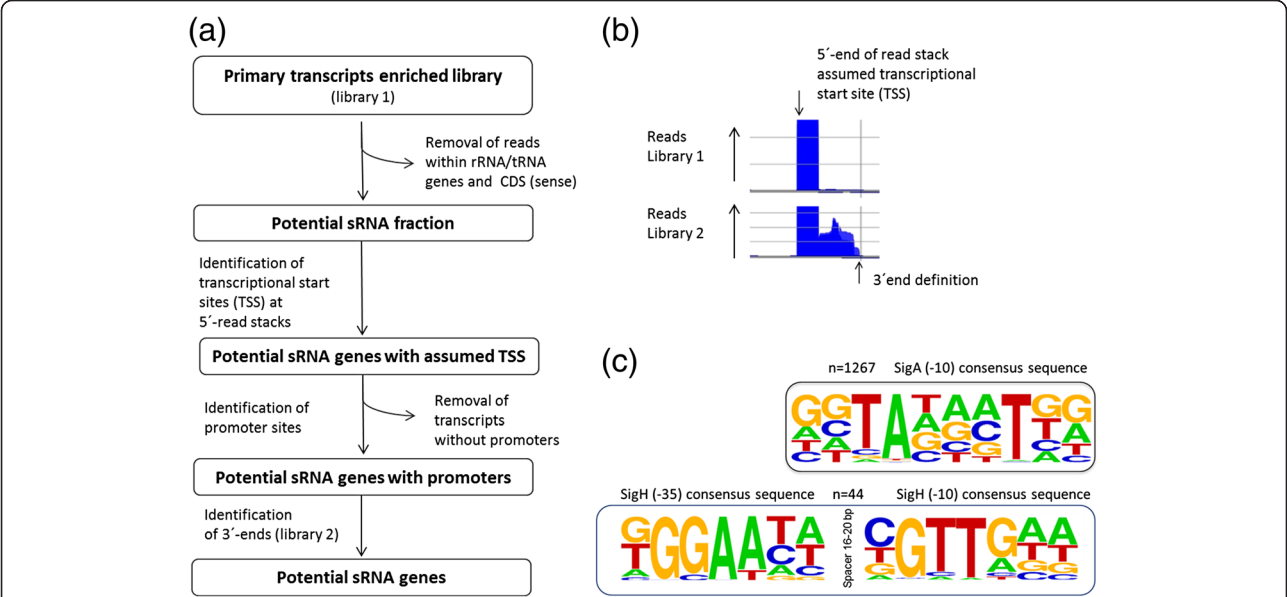 (a)
Primary transcripts enriched library
(library 1)
Removal of reads
within rRNA/tRNA
genes and CDS (sense)
Potential sRNA fraction
Identification of
transcriptional start
sites (TSS) at
5´-read stacks
Potential sRNA genes with assumed TSS
Identification of
promoter sites
Removal of
transcripts
without promoters
Potential sRNA genes with promoters
Identification
of 3´-ends (library 2)
Potential sRNA genes
(b)
5´-end of read stack
assumed transcriptional
start site (TSS)
Reads
Library 1
Reads
Library 2
3´end definition
(c)
n=1267 SigA (-10) consensus sequence
GGTATAATGG
SigH (-35) consensus sequence n=44 SigH (-10) consensus sequence
GGGAATA
Spacer 16-20 bp
CGTTGAA